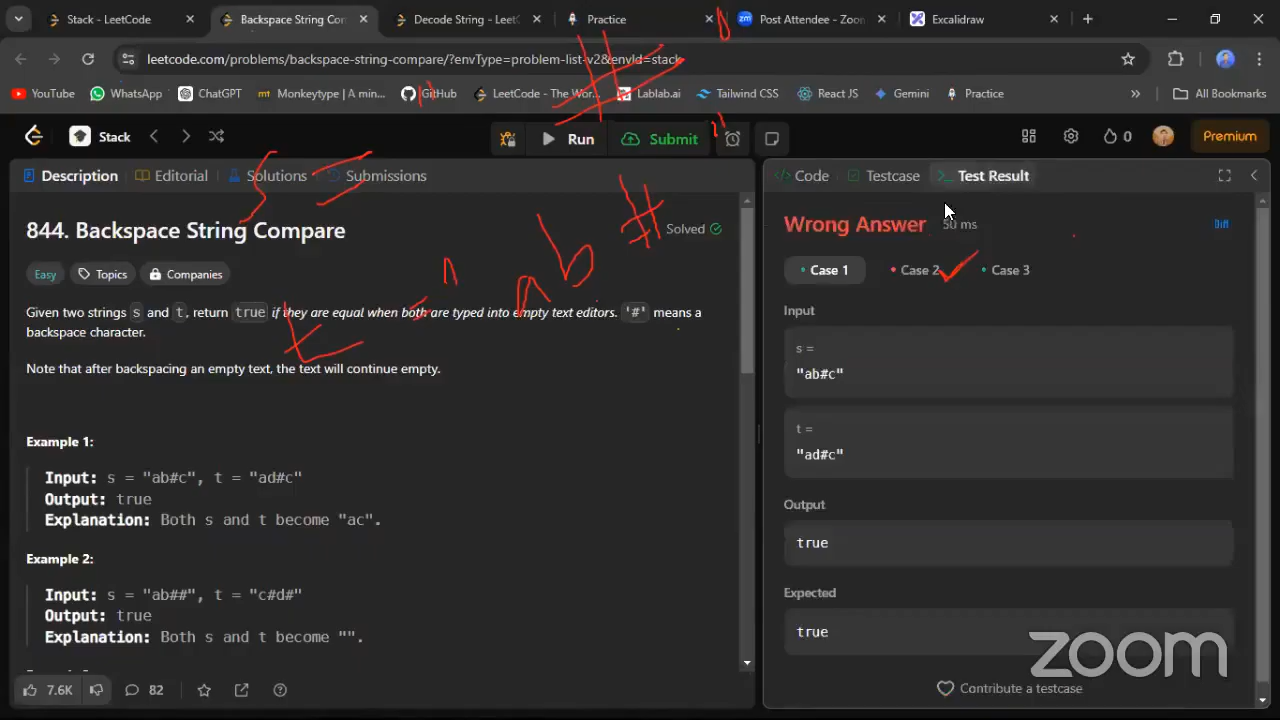 Stack - LeetCode
Backspace String Com
Decode String - LeetC
Practice
zm
Post Attendee - Zoom
Excalidraw
leetcode.com/problems/backspace-string-compare/?envType=problem-list-v2&envId=stack
YouTube
WhatsApp
ChatGPT
mt
Monkeytype | A min...
GitHub
LeetCode - The Wor...
Lablab.ai
Tailwind CSS
React JS
Gemini
Practice
»
All Bookmarks
#
Stack
Run
Submit
0
Premium
Description
Editorial
Solutions
Submissions
S =
844. Backspace String Compare
Solved
Easy
Topics
Companies
t = " ab #
Given two strings s and t, return true if they are equal when both are typed into empty text editors. '#' means a
backspace character.
Note that after backspacing an empty text, the text will continue empty.
Example 1:
Input: s = "ab#c", t = "ad#c"
Output: true
Explanation: Both s and t become "ac".
Example 2:
Input: s = "ab##", t = "c#d#"
Output: true
Explanation: Both s and t become "".
7.6K
82
Code
Testcase
Test Result
Wrong Answer
50 ms
Diff
Case 1
Case 2
Case 3
Input
s =
"ab#c"
t =
"ad#c"
Output
true
Expected
true
zoom
Contribute a testcase